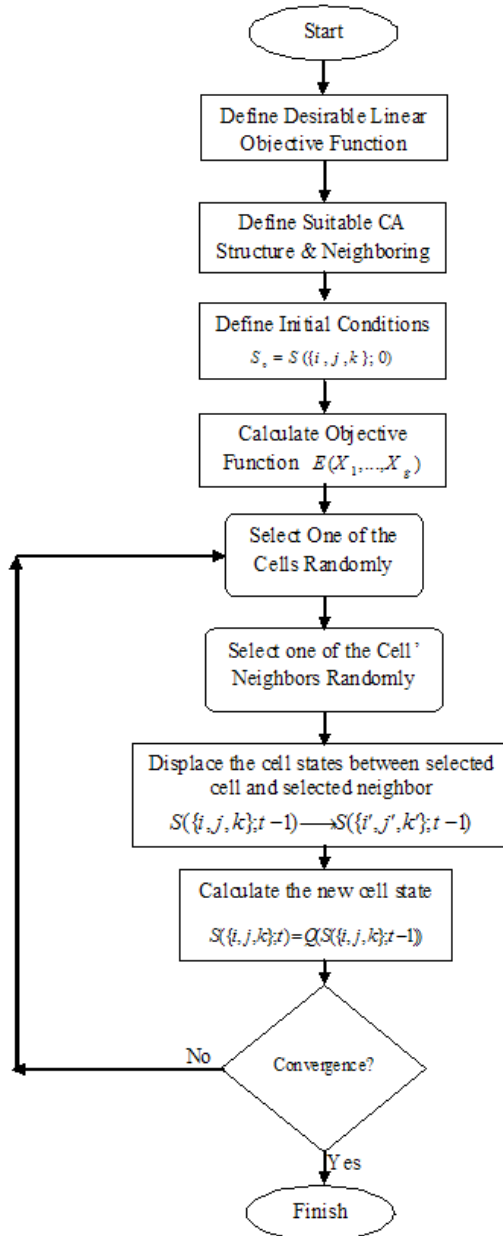 Start
Define Desirable Linear
Objective Function
Define Suitable CA
Structure & Neighboring
Define Initial Conditions
S₀ = S({i, j, k}; 0)
Calculate Objective
Function E(X₁,...,X_g)
Select One of the
Cells Randomly
Select one of the Cell'
Neighbors Randomly
Displace the cell states between selected
cell and selected neighbor
S({i, j, k};t−1)⟶S({i′, j′, k′};t−1)
Calculate the new cell state
S({i, j, k};t)=Q(S({i, j, k};t−1))
No
Convergence?
Yes
Finish